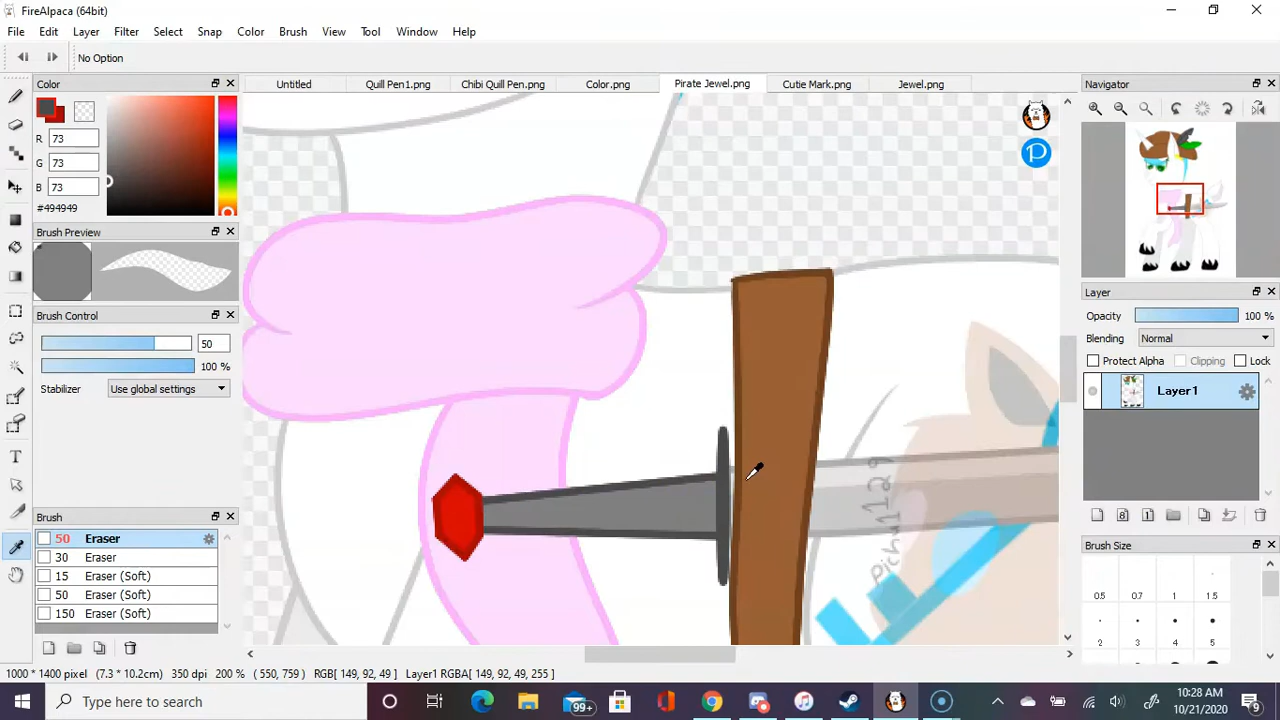 FireAlpaca (64bit)
File Edit Layer Filter Select Snap Color Brush View Tool Window Help
No Option
Color
Untitled Quill Pen1.png Chibi Quill Pen.png Color.png Pirate Jewel.png Cutie Mark.png Jewel.png
Navigator
R 73
G 73
B 73
#494949
Brush Preview
Brush Control
50
100 %
Stabilizer Use global settings
Layer
Opacity 100 %
Blending Normal
Protect Alpha Clipping Lock
Layer1
Pichu1129
Brush
50 Eraser
30 Eraser
15 Eraser (Soft)
50 Eraser (Soft)
150 Eraser (Soft)
Brush Size
0.5 0.7 1 1.5
2 3 4 5
1000 * 1400 pixel (7.3 * 10.2cm) 350 dpi 200 % ( 550, 759 ) RGB[ 149, 92, 49 ] Layer1 RGBA[ 149, 92, 49, 255 ]
Type here to search
99+
10:28 AM
10/21/2020
9